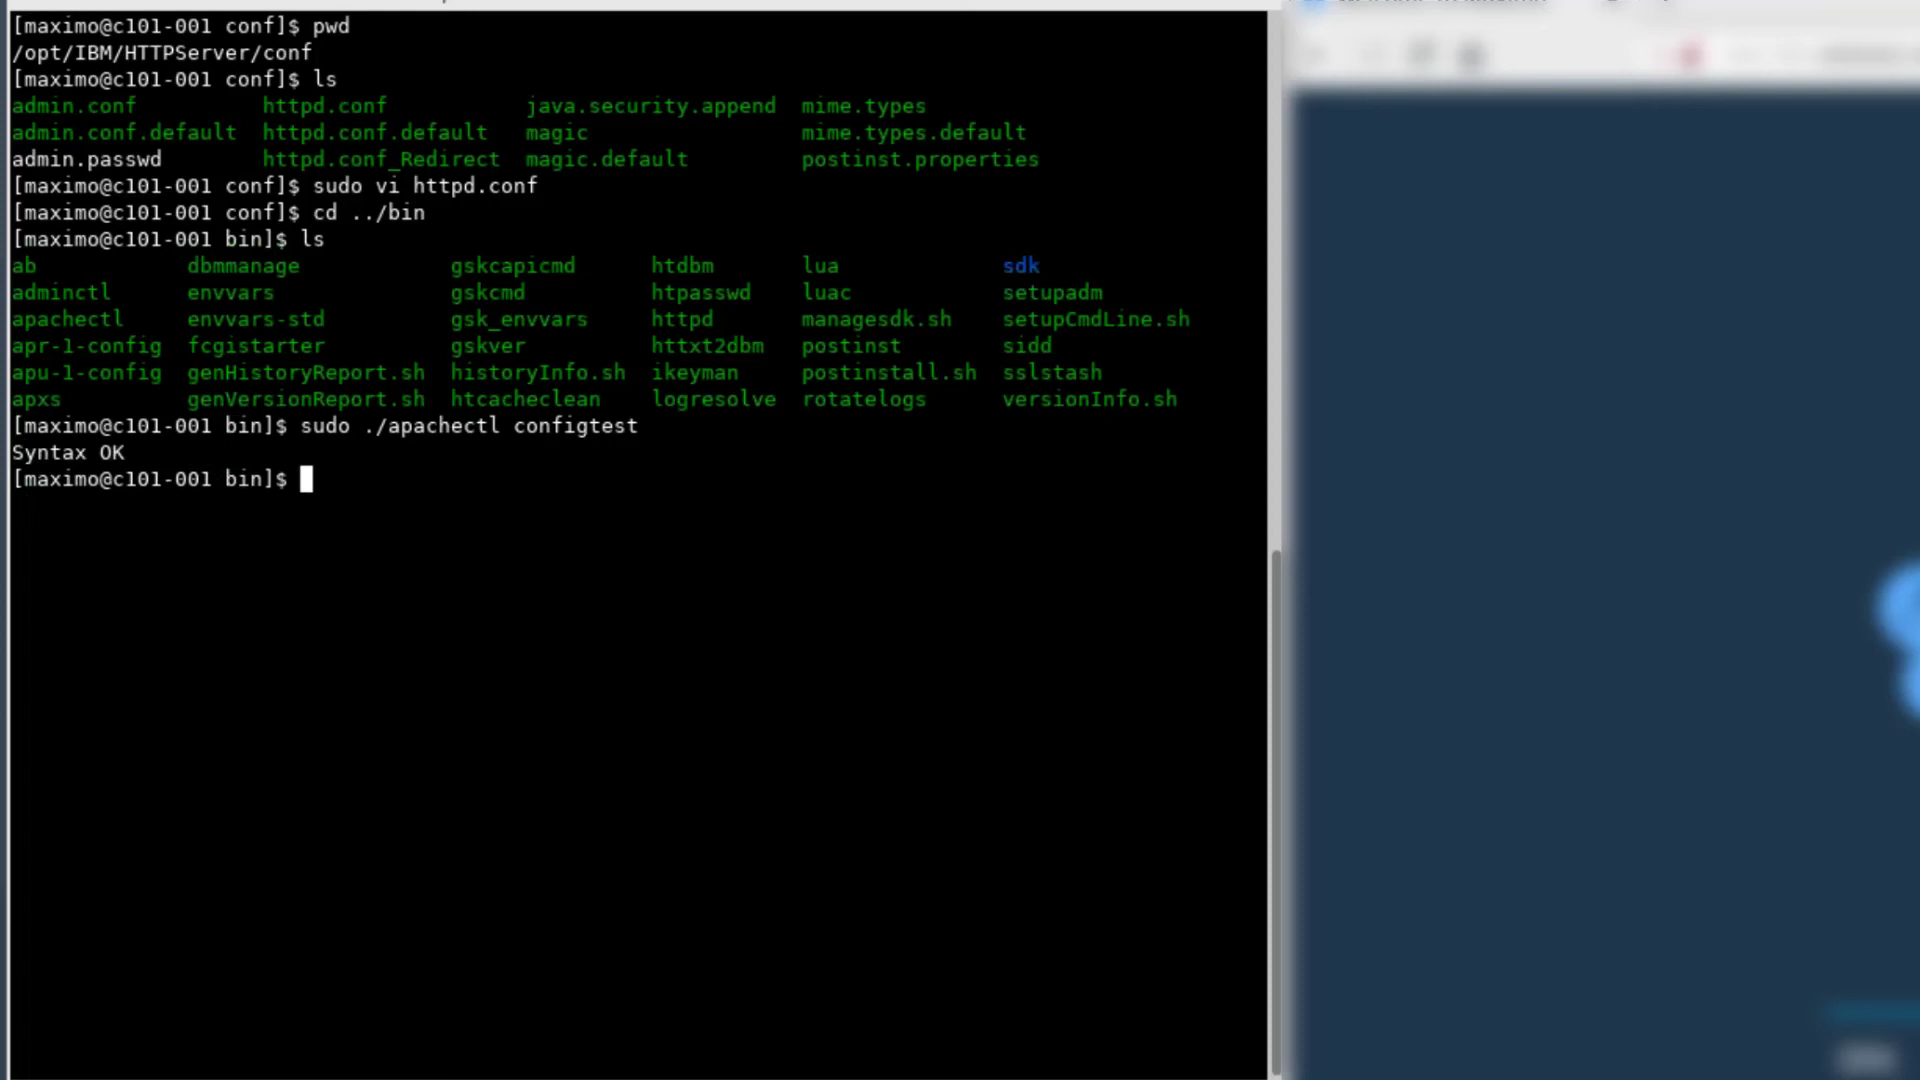 [maximo@c101-001 conf]$ pwd
/opt/IBM/HTTPServer/conf
[maximo@c101-001 conf]$ ls
admin.conf httpd.conf java.security.append mime.types
admin.conf.default httpd.conf.default magic mime.types.default
admin.passwd httpd.conf_Redirect magic.default postinst.properties
[maximo@c101-001 conf]$ sudo vi httpd.conf
[maximo@c101-001 conf]$ cd ../bin
[maximo@c101-001 bin]$ ls
ab dbmmanage gskcapicmd htdbm lua sdk
adminctl envvars gskcmd htpasswd luac setupadm
apachectl envvars-std gsk_envvars httpd managesdk.sh setupCmdLine.sh
apr-1-config fcgistarter gskver httxt2dbm postinst sidd
apu-1-config genHistoryReport.sh historyInfo.sh ikeyman postinstall.sh sslstash
apxs genVersionReport.sh htcacheclean logresolve rotatelogs versionInfo.sh
[maximo@c101-001 bin]$ sudo ./apachectl configtest
Syntax OK
[maximo@c101-001 bin]$